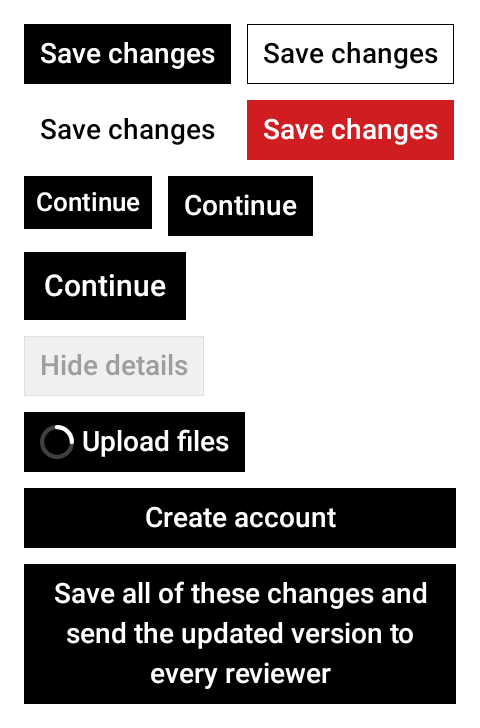 Save changes
Save changes
Save changes
Save changes
Continue
Continue
Continue
Hide details
Upload files
Create account
Save all of these changes and
send the updated version to
every reviewer